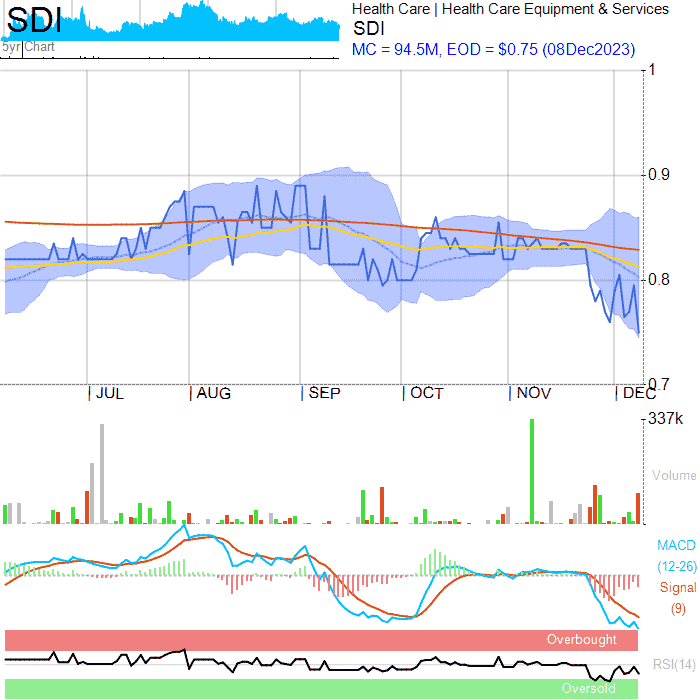 SDI
5yr Chart
Health Care | Health Care Equipment & Services
SDI
MC = 94.5M, EOD = $0.75 (08Dec2023)
1
0.9
0.8
0.7
JUL
AUG
SEP
OCT
NOV
DEC
337k
Volume
MACD
(12-26)
Signal
(9)
Overbought
RSI(14)
Oversold